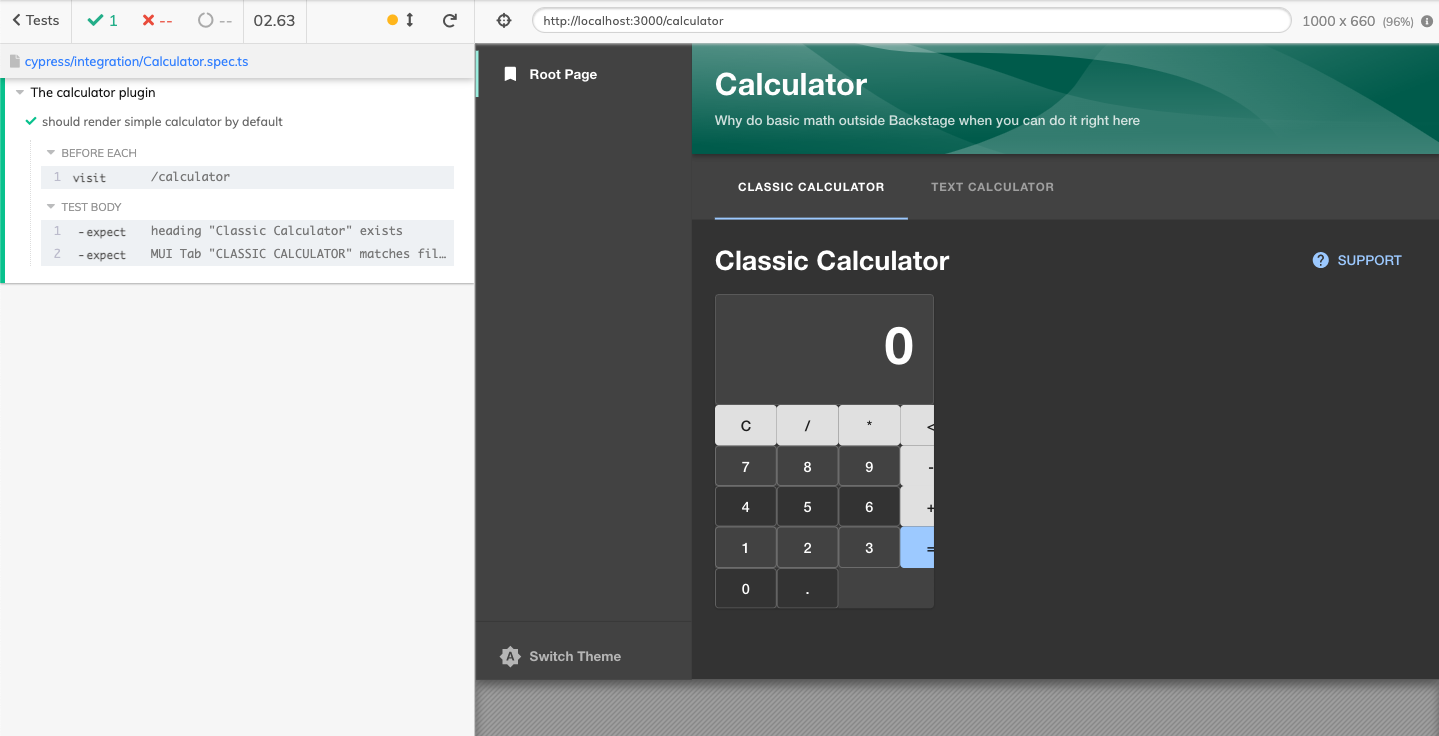 Tests
1
--
--
02.63
http://localhost:3000/calculator
1000 x 660 (96%)
cypress/integration/Calculator.spec.ts
The calculator plugin
should render simple calculator by default
BEFORE EACH
1 visit /calculator
TEST BODY
1 -expect heading "Classic Calculator" exists
2 -expect MUI Tab "CLASSIC CALCULATOR" matches fil…
Root Page
Switch Theme
Calculator
Why do basic math outside Backstage when you can do it right here
CLASSIC CALCULATOR TEXT CALCULATOR
Classic Calculator
SUPPORT
0
C / * <
7 8 9 -
4 5 6 +
1 2 3 =
0 .